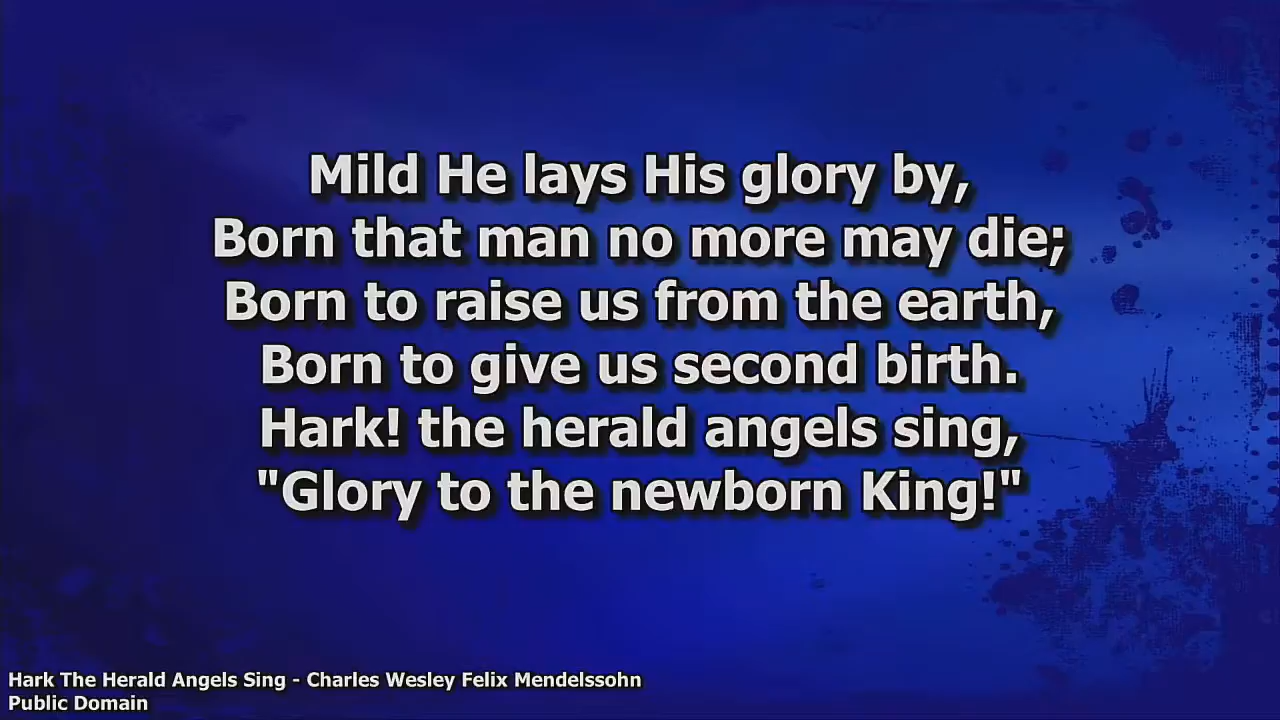 Mild He lays His glory by,
Born that man no more may die;
Born to raise us from the earth,
Born to give us second birth.
Hark! the herald angels sing,
"Glory to the newborn King!"
Hark The Herald Angels Sing - Charles Wesley Felix Mendelssohn
Public Domain